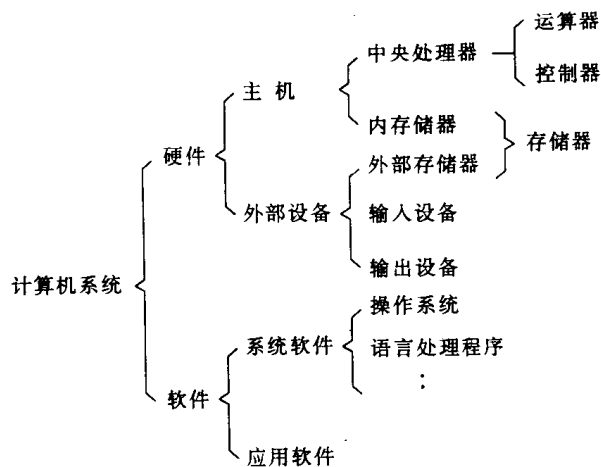 运算器
中央处理器
控制器
主 机
内存储器
存储器
硬件
外部存储器
外部设备
输入设备
输出设备
计算机系统
操作系统
系统软件
语言处理程序
⋮
软件
应用软件